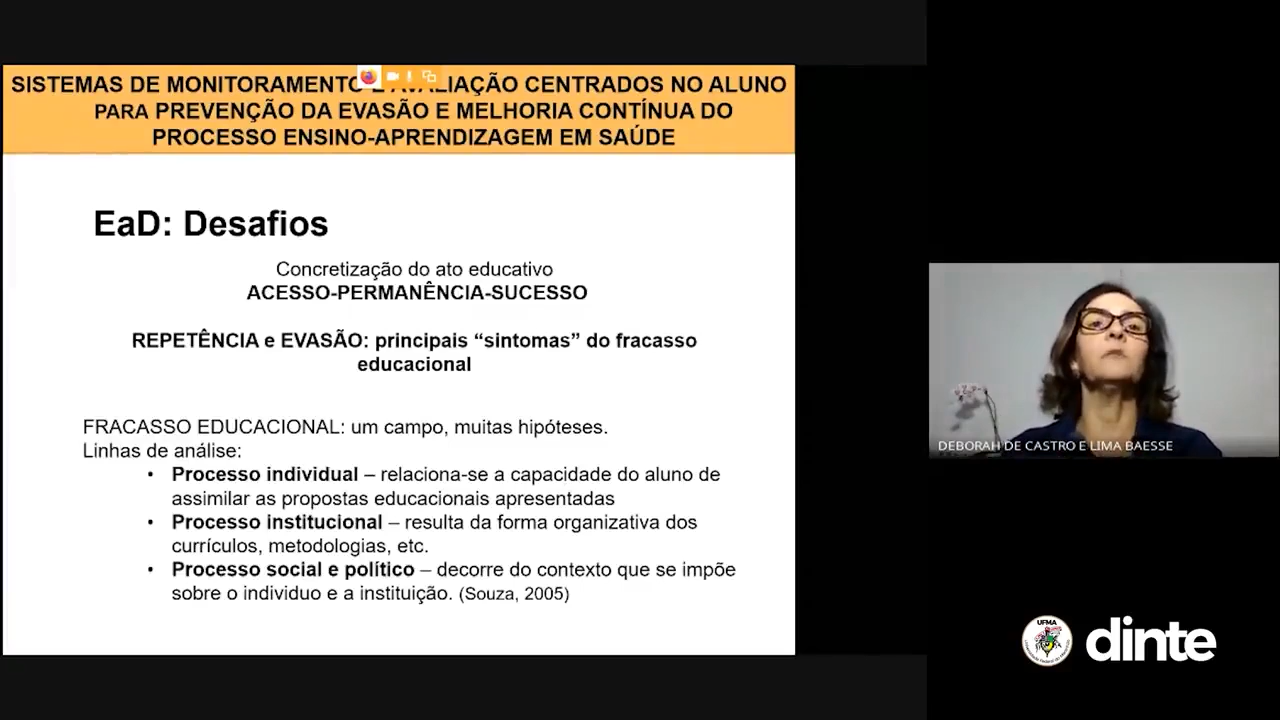 SISTEMAS DE MONITORAMENTO E AVALIAÇÃO CENTRADOS NO ALUNO
PARA PREVENÇÃO DA EVASÃO E MELHORIA CONTÍNUA DO
PROCESSO ENSINO-APRENDIZAGEM EM SAÚDE
EaD: Desafios
Concretização do ato educativo
ACESSO-PERMANÊNCIA-SUCESSO
REPETÊNCIA e EVASÃO: principais “sintomas” do fracasso
educacional
FRACASSO EDUCACIONAL: um campo, muitas hipóteses.
Linhas de análise:
• Processo individual – relaciona-se a capacidade do aluno de
assimilar as propostas educacionais apresentadas
• Processo institucional – resulta da forma organizativa dos
currículos, metodologias, etc.
• Processo social e político – decorre do contexto que se impõe
sobre o individuo e a instituição. (Souza, 2005)
DEBORAH DE CASTRO E LIMA BAESSE
UFMA
dinte